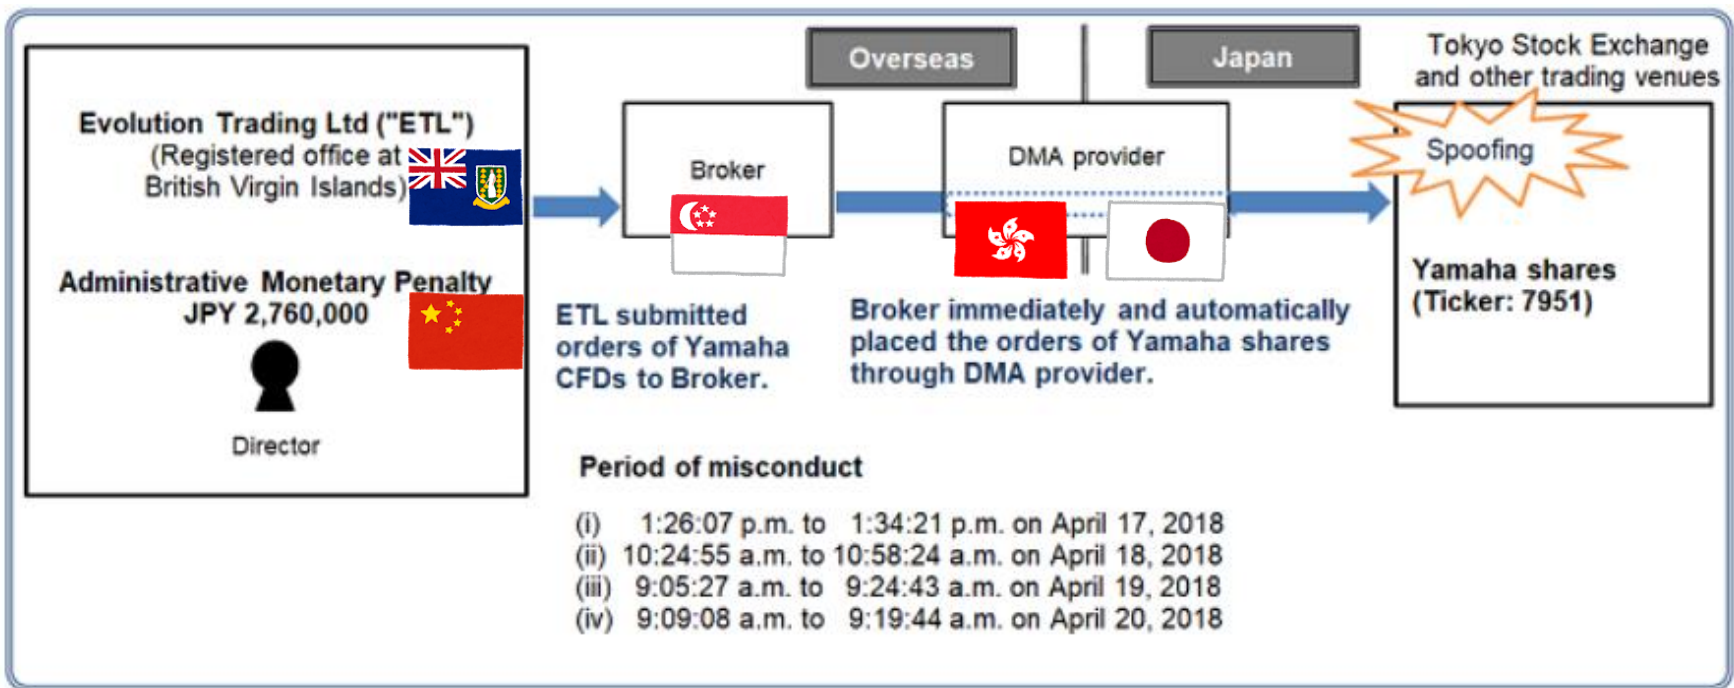 Overseas
Japan
Tokyo Stock Exchange
and other trading venues
Evolution Trading Ltd ("ETL")
(Registered office at
British Virgin Islands)
Administrative Monetary Penalty
JPY 2,760,000
Director
Broker
DMA provider
Spoofing
Yamaha shares
(Ticker: 7951)
ETL submitted
orders of Yamaha
CFDs to Broker.
Broker immediately and automatically
placed the orders of Yamaha shares
through DMA provider.
Period of misconduct
(i) 1:26:07 p.m. to 1:34:21 p.m. on April 17, 2018
(ii) 10:24:55 a.m. to 10:58:24 a.m. on April 18, 2018
(iii) 9:05:27 a.m. to 9:24:43 a.m. on April 19, 2018
(iv) 9:09:08 a.m. to 9:19:44 a.m. on April 20, 2018